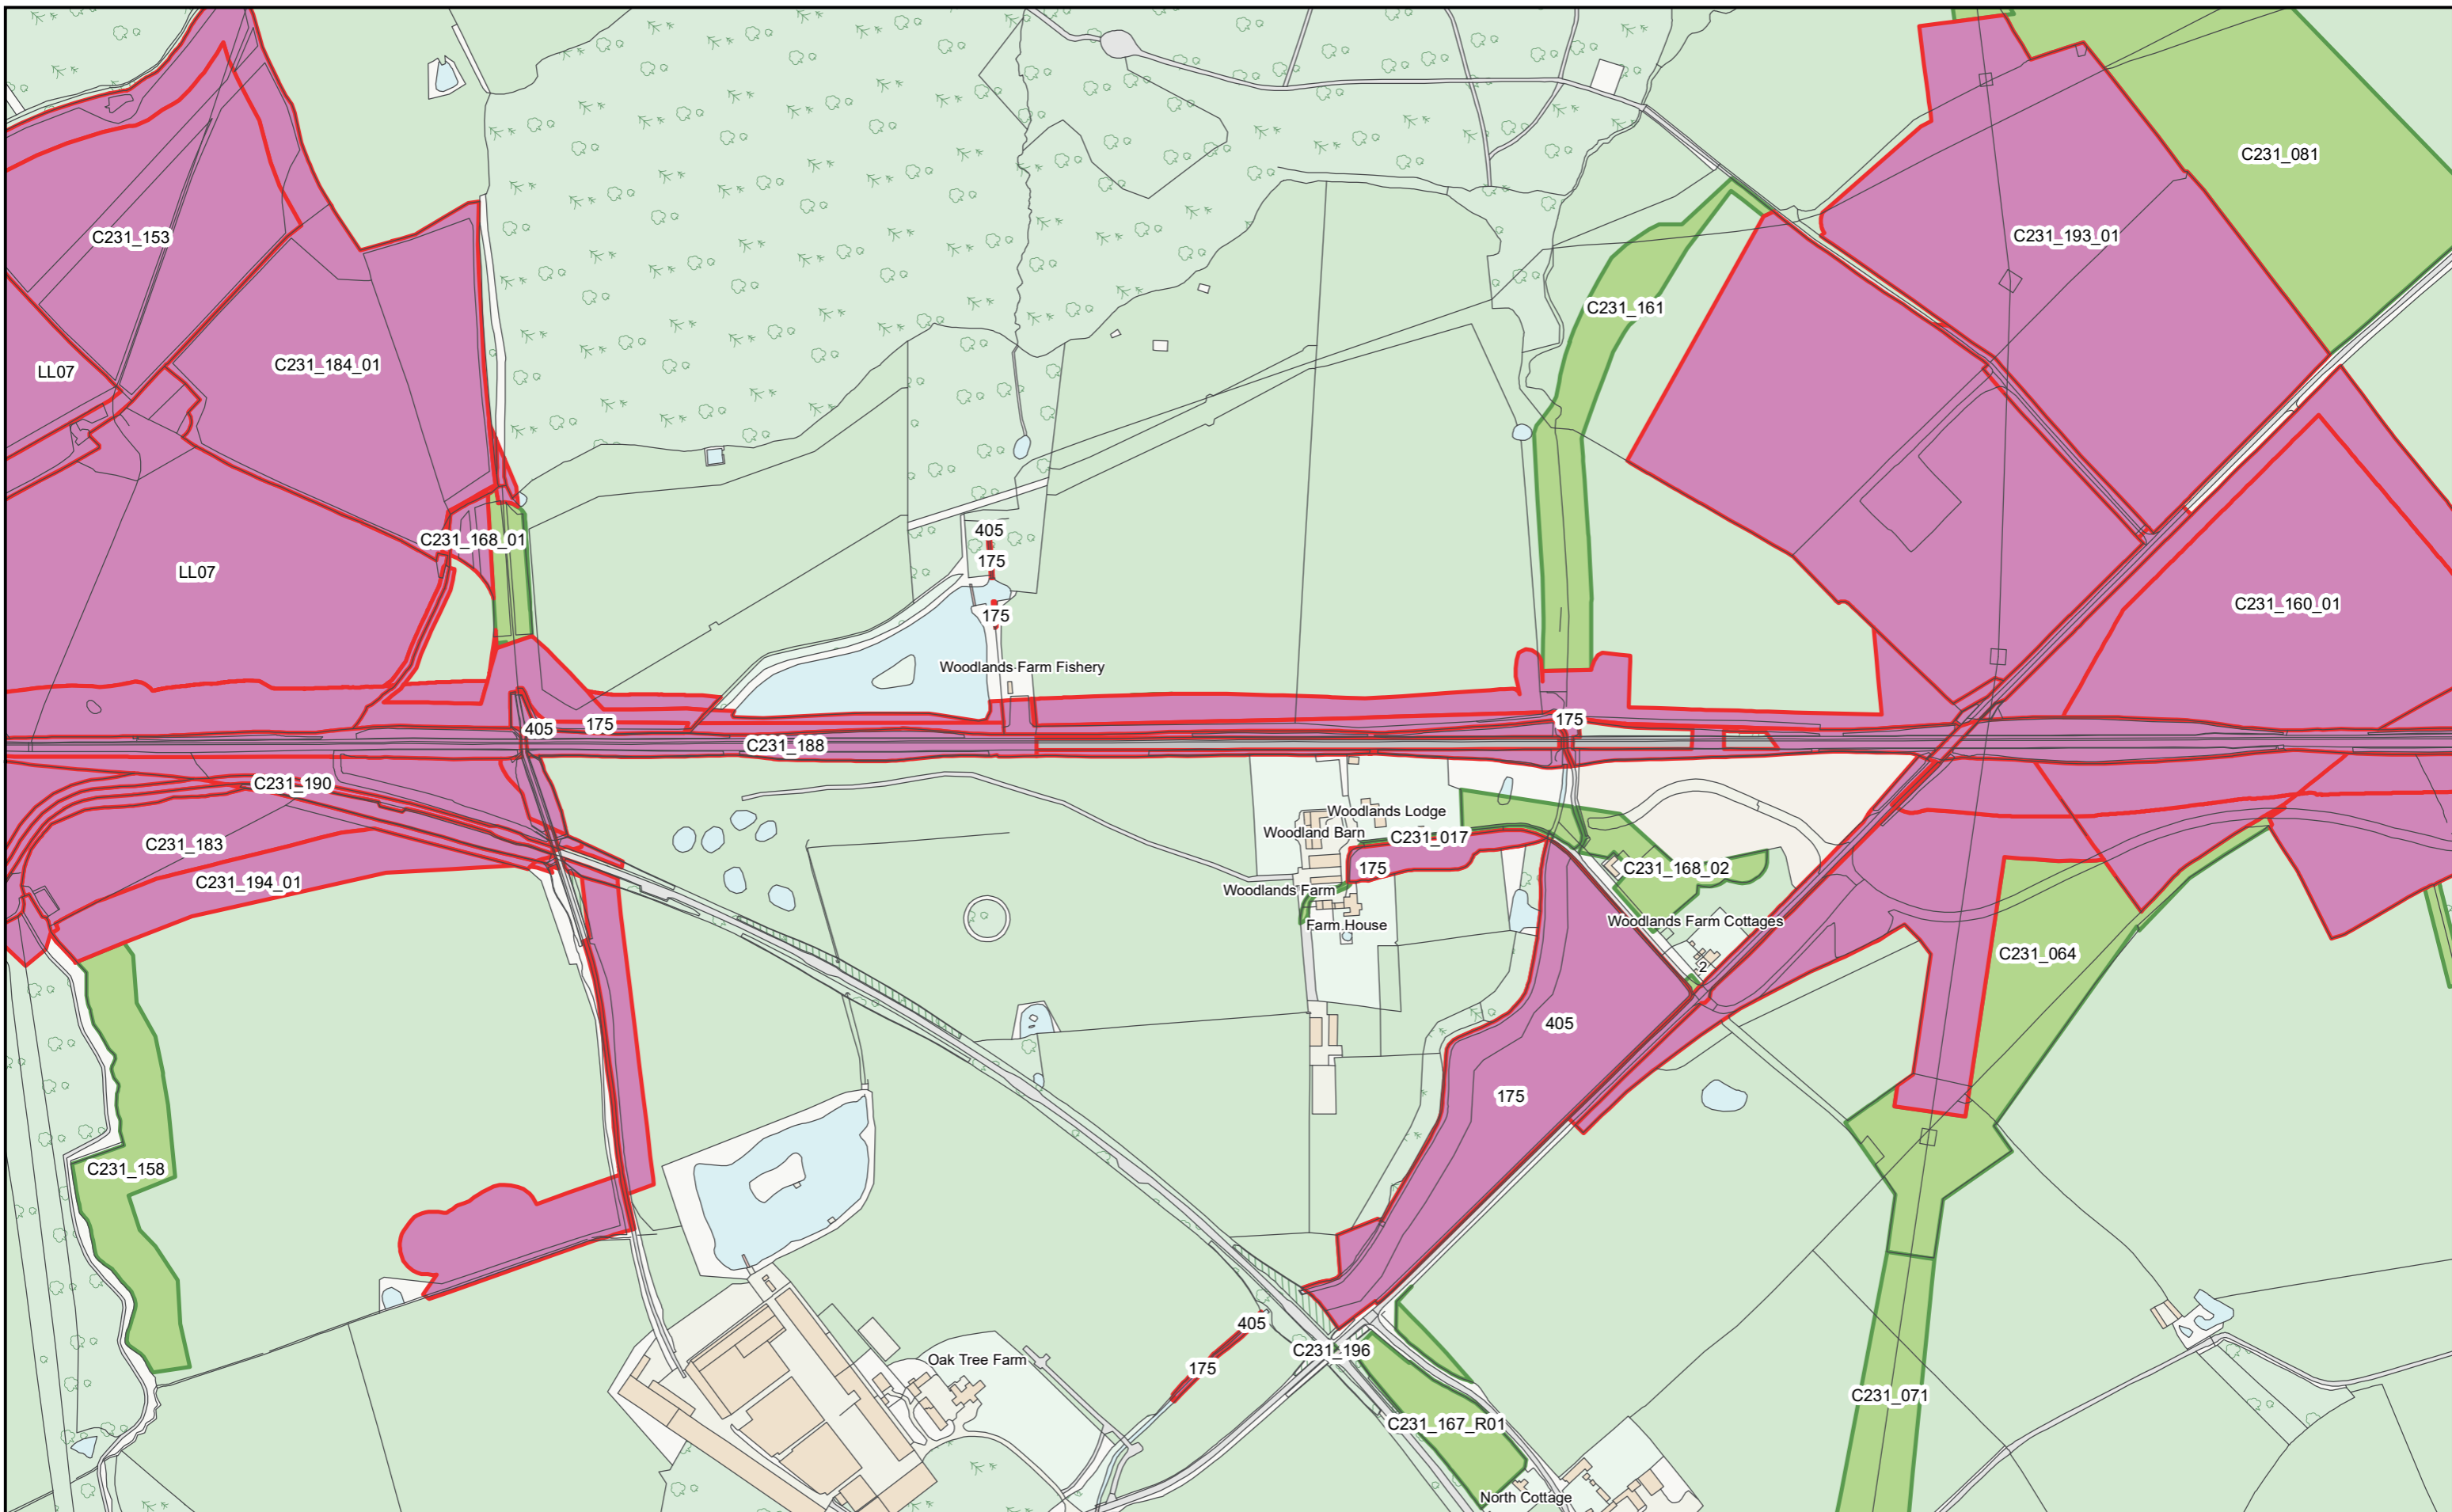 C231_081
C231_153
C231_193_01
C231_161
C231_184_01
LL07
405
C231_168_01
175
LL07
C231_160_01
175
Woodlands Farm Fishery
175
175
405
C231_188
C231_190
Woodlands Lodge
Woodland Barn
C231_017
C231_183
175
C231_168_02
C231_194_01
Woodlands Farm
Woodlands Farm Cottages
Farm House
C231_064
2
405
175
C231_158
405
C231_196
Oak Tree Farm
175
C231_071
C231_167_R01
North Cottage